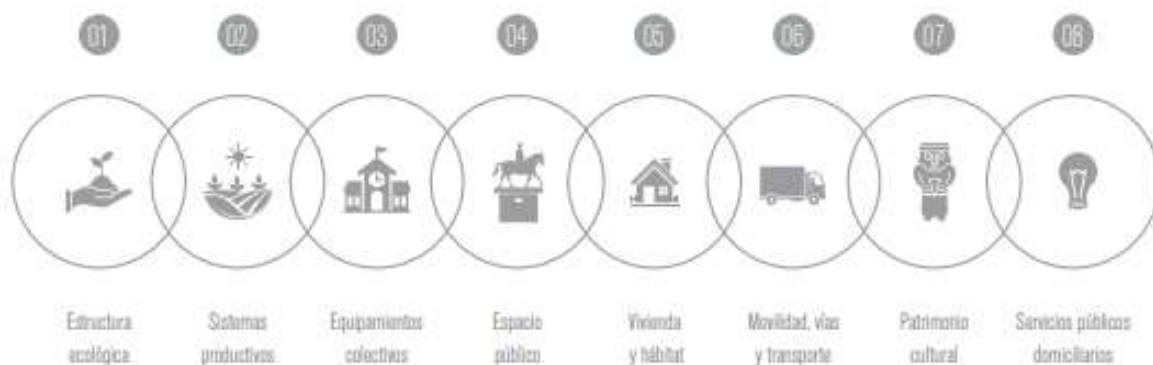 01 02 03 04 05 06 07 08
Estructura
ecológica
Sistemas
productivos
Equipamientos
colectivos
Espacio
público
Vivienda
y hábitat
Movilidad, vías
y transporte
Patrimonio
cultural
Servicios públicos
domiciliarios